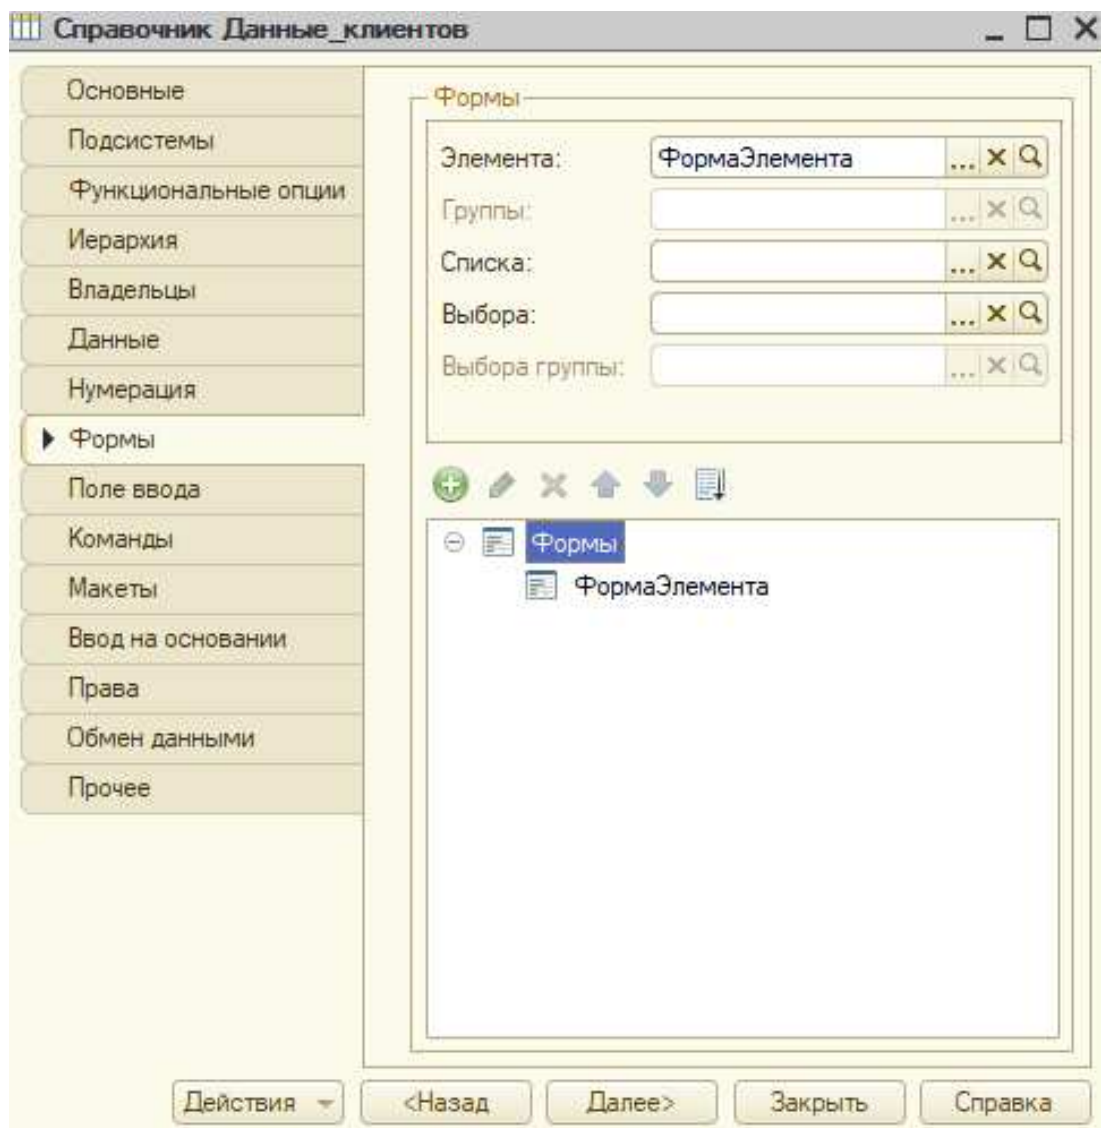 Справочник Данные_клиентов
Основные
Подсистемы
Функциональные опции
Иерархия
Владельцы
Данные
Нумерация
Формы
Поле ввода
Команды
Макеты
Ввод на основании
Права
Обмен данными
Прочее
Формы
Элемента: ФормаЭлемента ...
Группы: ...
Списка: ...
Выбора: ...
Выбора группы: ...
Формы
ФормаЭлемента
Действия <Назад Далее> Закрыть Справка